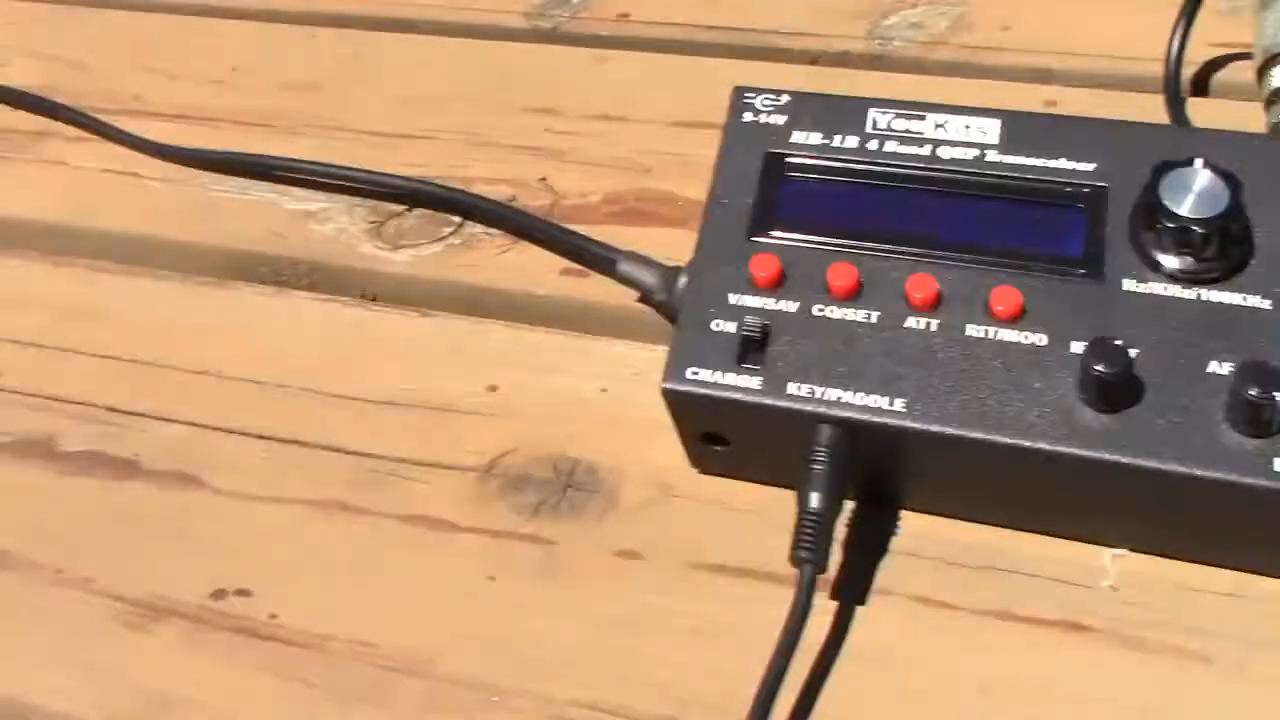 9-14V
YouKits
HB-1B 4 Band QRP Transceiver
Hz/KHz/100KHz
V/M/SAV
CQ/SET
ATT
RIT/MOD
ON
AF
CHARGE
KEY/PADDLE